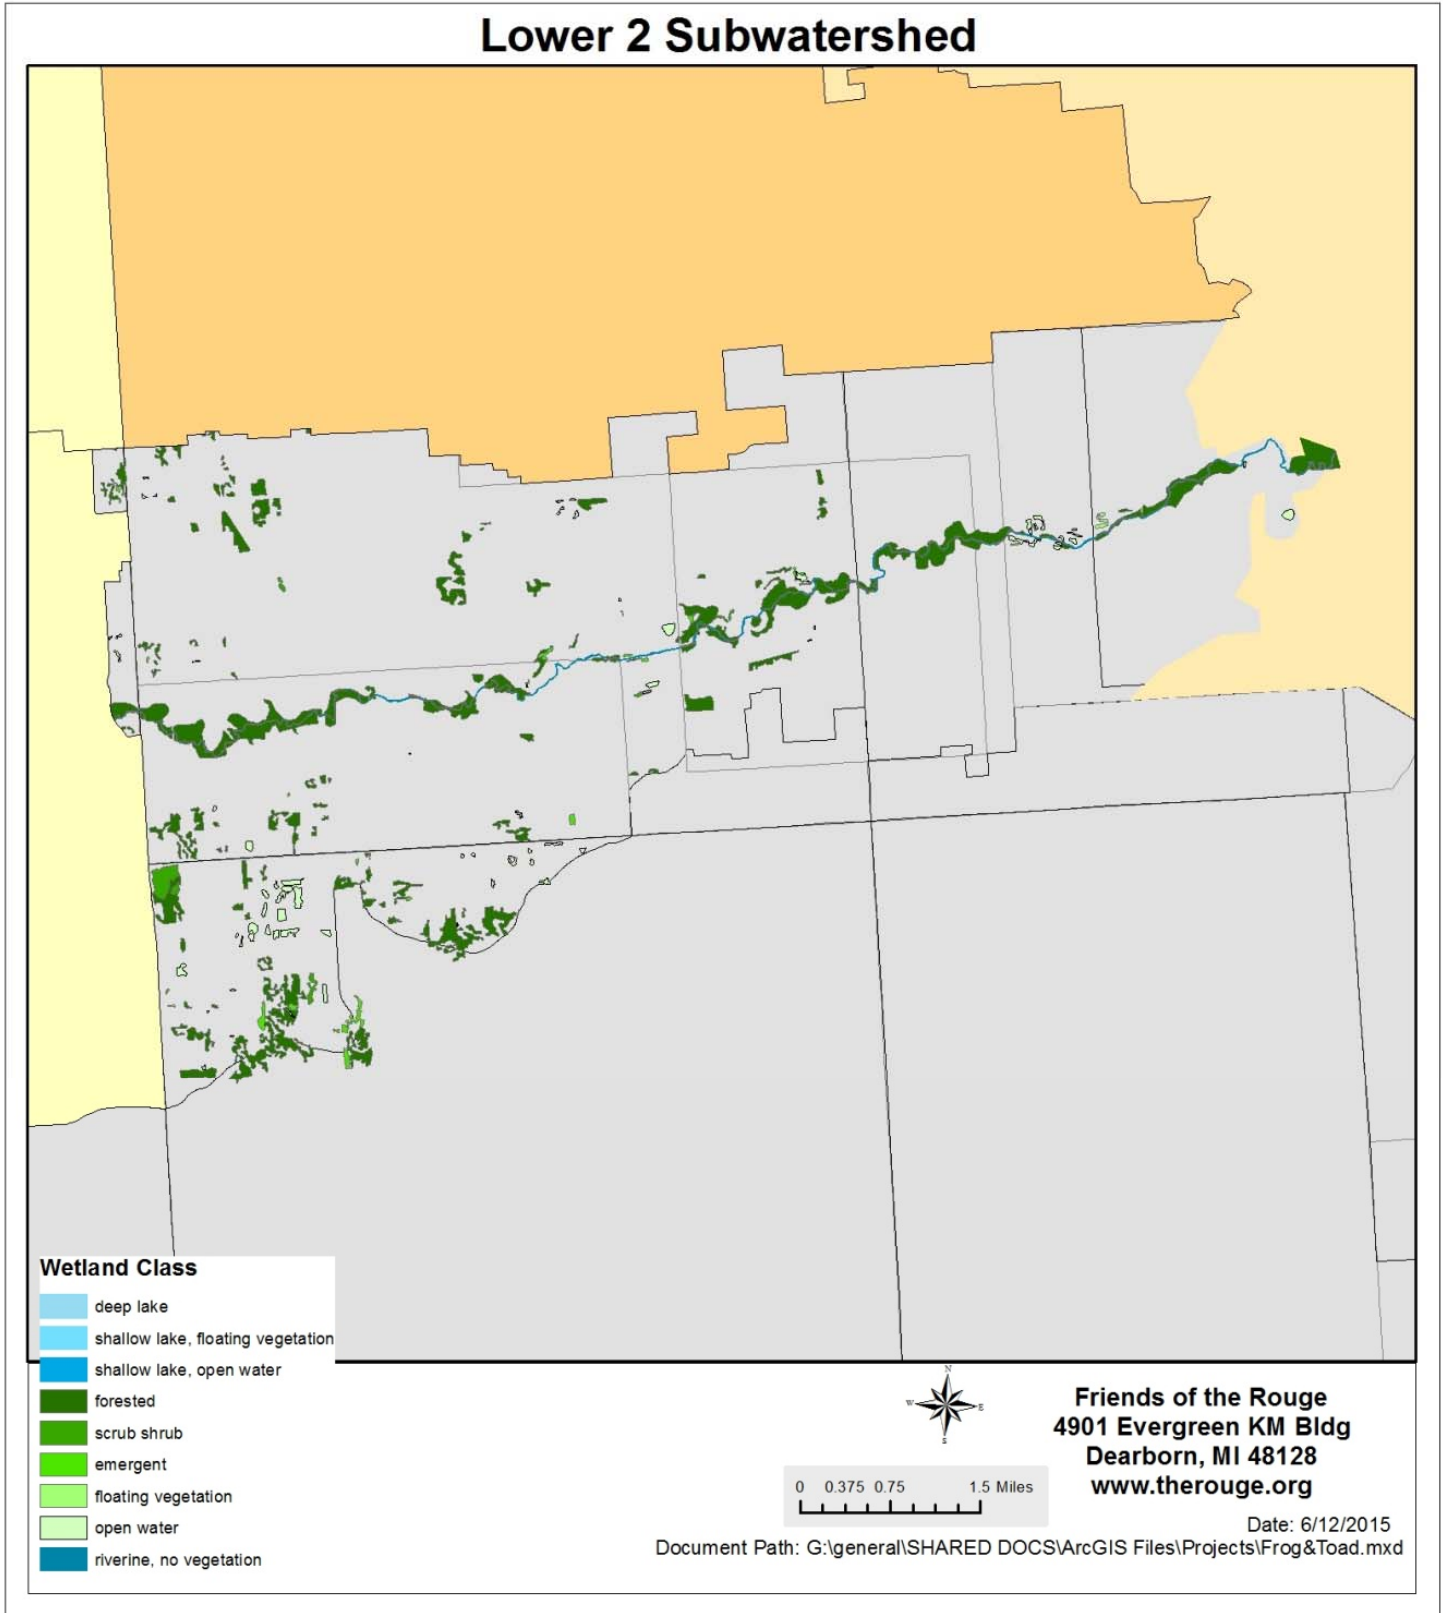 Lower 2 Subwatershed
Wetland Class
deep lake
shallow lake, floating vegetation
shallow lake, open water
forested
scrub shrub
emergent
floating vegetation
open water
riverine, no vegetation
N
W
E
S
0 0.375 0.75 1.5 Miles
Friends of the Rouge
4901 Evergreen KM Bldg
Dearborn, MI 48128
www.therouge.org
Date: 6/12/2015
Document Path: G:\general\SHARED DOCS\ArcGIS Files\Projects\Frog&Toad.mxd